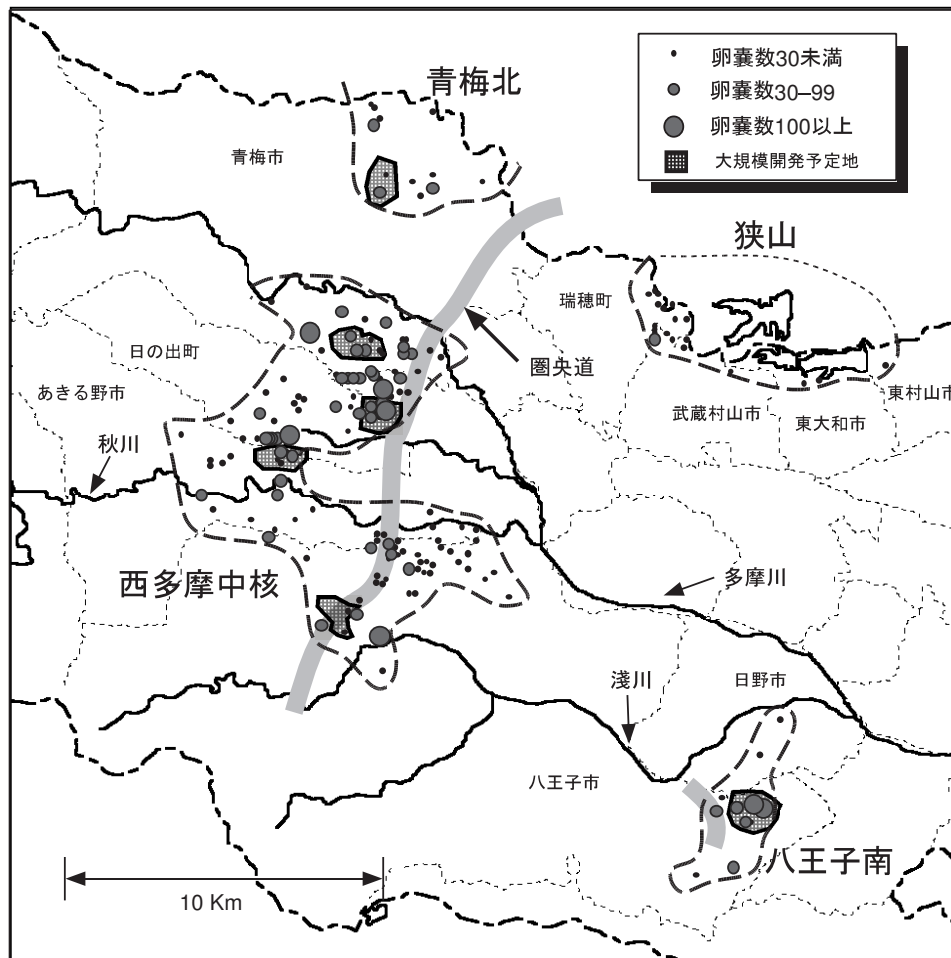 卵嚢数30未満
卵嚢数30–99
卵嚢数100以上
大規模開発予定地
青梅北
青梅市
狭山
瑞穂町
圏央道
日の出町
あきる野市
武蔵村山市
東大和市
東村山市
秋川
西多摩中核
多摩川
淺川
日野市
八王子市
八王子南
10 Km